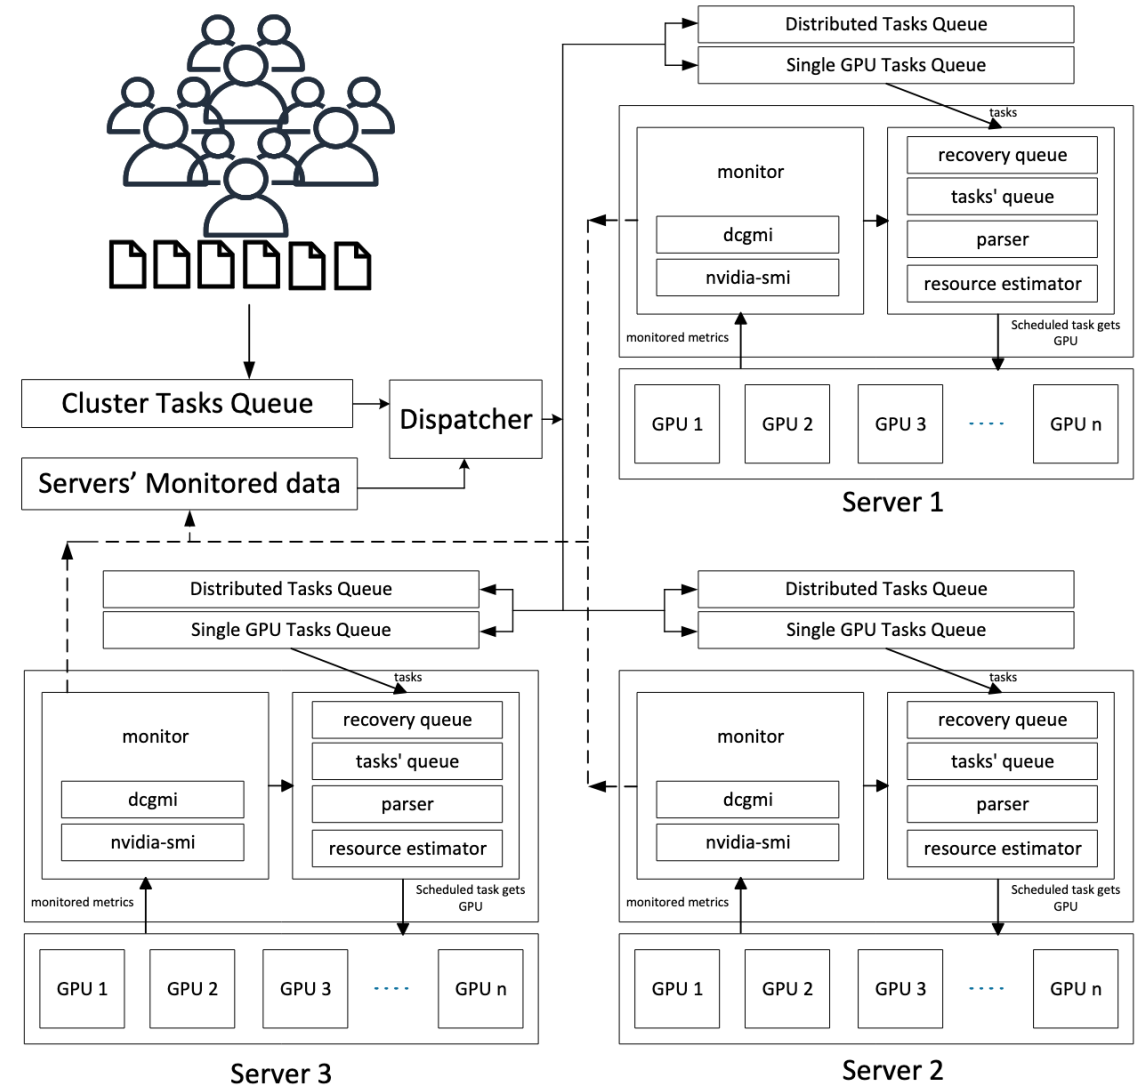 Distributed Tasks Queue
Single GPU Tasks Queue
tasks
monitor
dcgmi
nvidia-smi
recovery queue
tasks' queue
parser
resource estimator
monitored metrics
Scheduled task gets
GPU
GPU 1
GPU 2
GPU 3
....
GPU n
Server 1
Cluster Tasks Queue
Dispatcher
Servers’ Monitored data
Distributed Tasks Queue
Single GPU Tasks Queue
tasks
monitor
dcgmi
nvidia-smi
recovery queue
tasks' queue
parser
resource estimator
monitored metrics
Scheduled task gets
GPU
GPU 1
GPU 2
GPU 3
....
GPU n
Server 3
Distributed Tasks Queue
Single GPU Tasks Queue
tasks
monitor
dcgmi
nvidia-smi
recovery queue
tasks' queue
parser
resource estimator
monitored metrics
Scheduled task gets
GPU
GPU 1
GPU 2
GPU 3
....
GPU n
Server 2